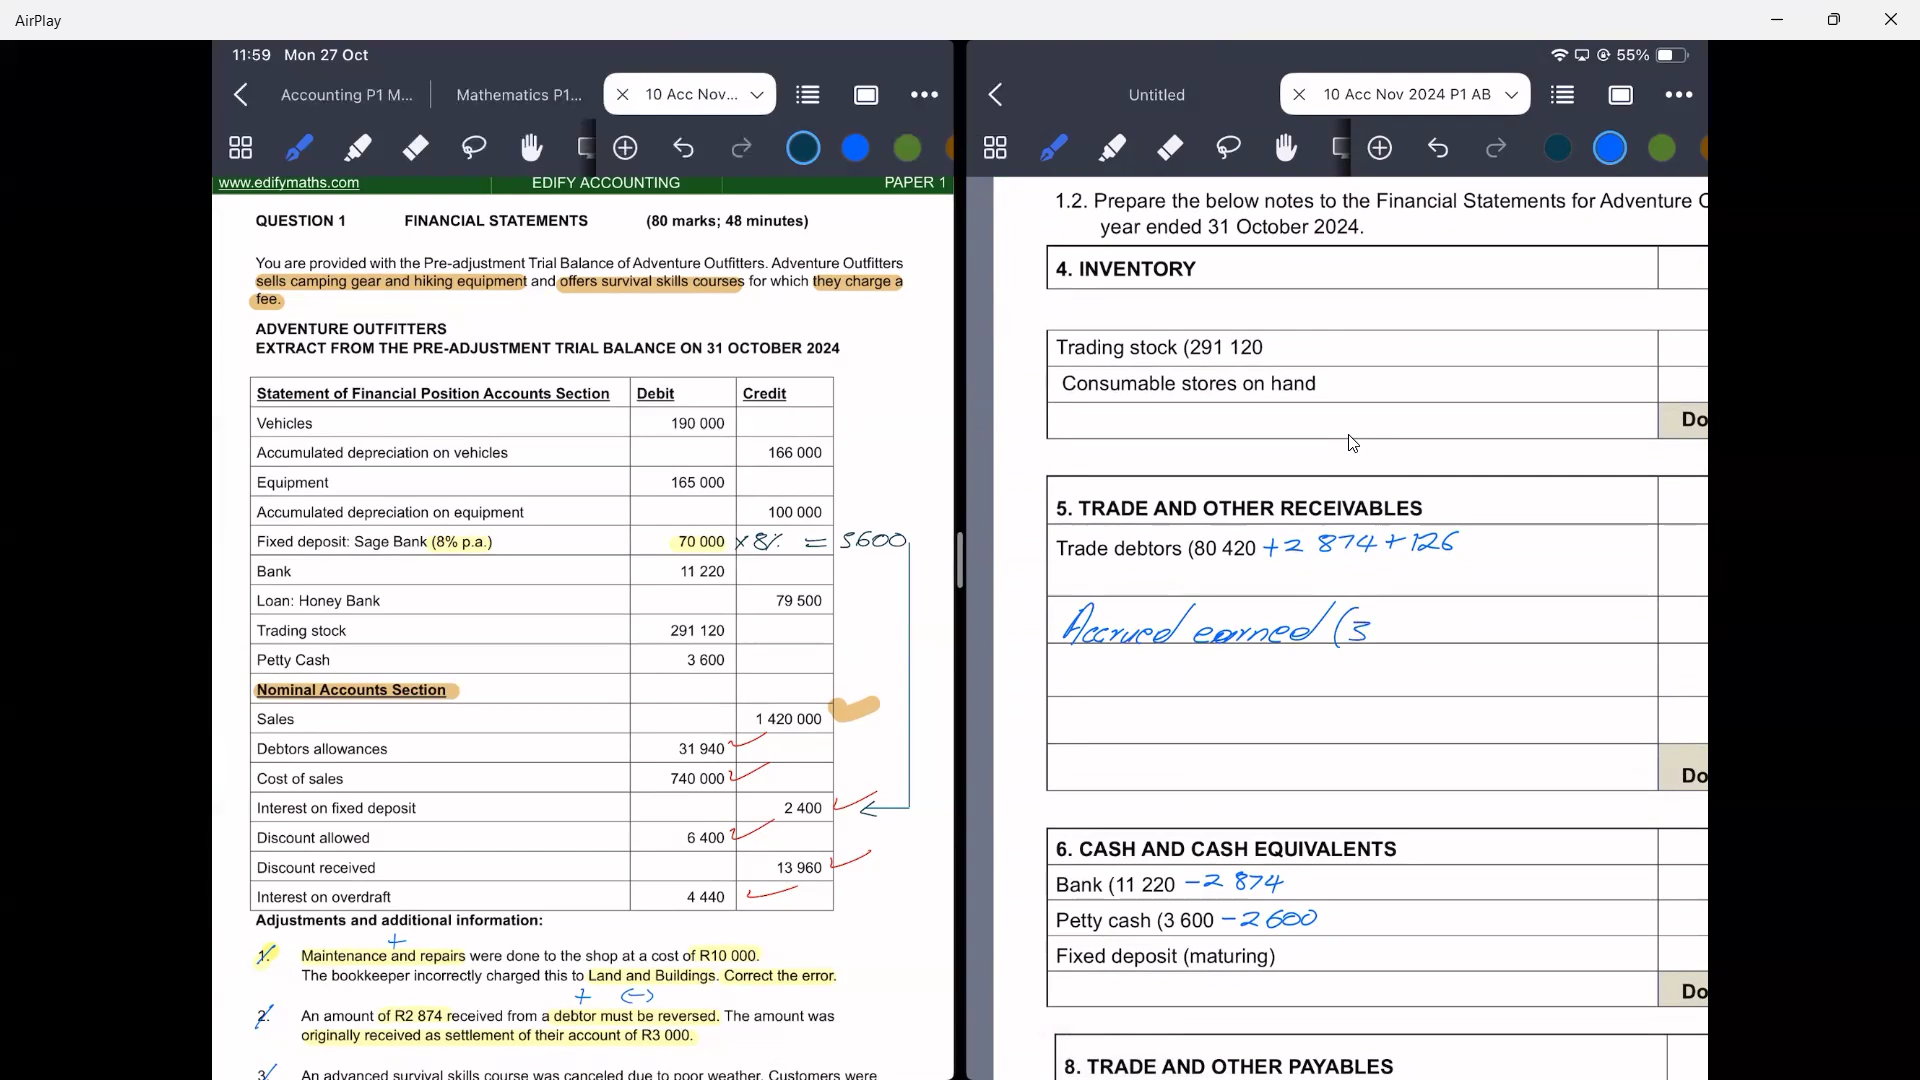 AirPlay
11:59 Mon 27 Oct
55%
Accounting P1 M...
Mathematics P1...
10 Acc Nov...
Untitled
10 Acc Nov 2024 P1 AB
www.edifymaths.com EDIFY ACCOUNTING PAPER 1
QUESTION 1 FINANCIAL STATEMENTS (80 marks; 48 minutes)
You are provided with the Pre-adjustment Trial Balance of Adventure Outfitters. Adventure Outfitters
sells camping gear and hiking equipment and offers survival skills courses for which they charge a
fee.
ADVENTURE OUTFITTERS
EXTRACT FROM THE PRE-ADJUSTMENT TRIAL BALANCE ON 31 OCTOBER 2024
Statement of Financial Position Accounts Section Debit Credit
Vehicles 190 000
Accumulated depreciation on vehicles 166 000
Equipment 165 000
Accumulated depreciation on equipment 100 000
Fixed deposit: Sage Bank (8% p.a.) 70 000 x 8% = 5600
Bank 11 220
Loan: Honey Bank 79 500
Trading stock 291 120
Petty Cash 3 600
Nominal Accounts Section
Sales 1 420 000
Debtors allowances 31 940
Cost of sales 740 000
Interest on fixed deposit 2 400
Discount allowed 6 400
Discount received 13 960
Interest on overdraft 4 440
Adjustments and additional information:
+
1. Maintenance and repairs were done to the shop at a cost of R10 000.
The bookkeeper incorrectly charged this to Land and Buildings. Correct the error.
+ (-)
2. An amount of R2 874 received from a debtor must be reversed. The amount was
originally received as settlement of their account of R3 000.
3. An advanced survival skills course was canceled due to poor weather. Customers were
1.2. Prepare the below notes to the Financial Statements for Adventure
year ended 31 October 2024.
4. INVENTORY
Trading stock (291 120
Consumable stores on hand
Do
5. TRADE AND OTHER RECEIVABLES
Trade debtors (80 420 +2 874+126
Accrued earned (3
Do
6. CASH AND CASH EQUIVALENTS
Bank (11 220 -2 874
Petty cash (3 600 -2600
Fixed deposit (maturing)
Do
8. TRADE AND OTHER PAYABLES